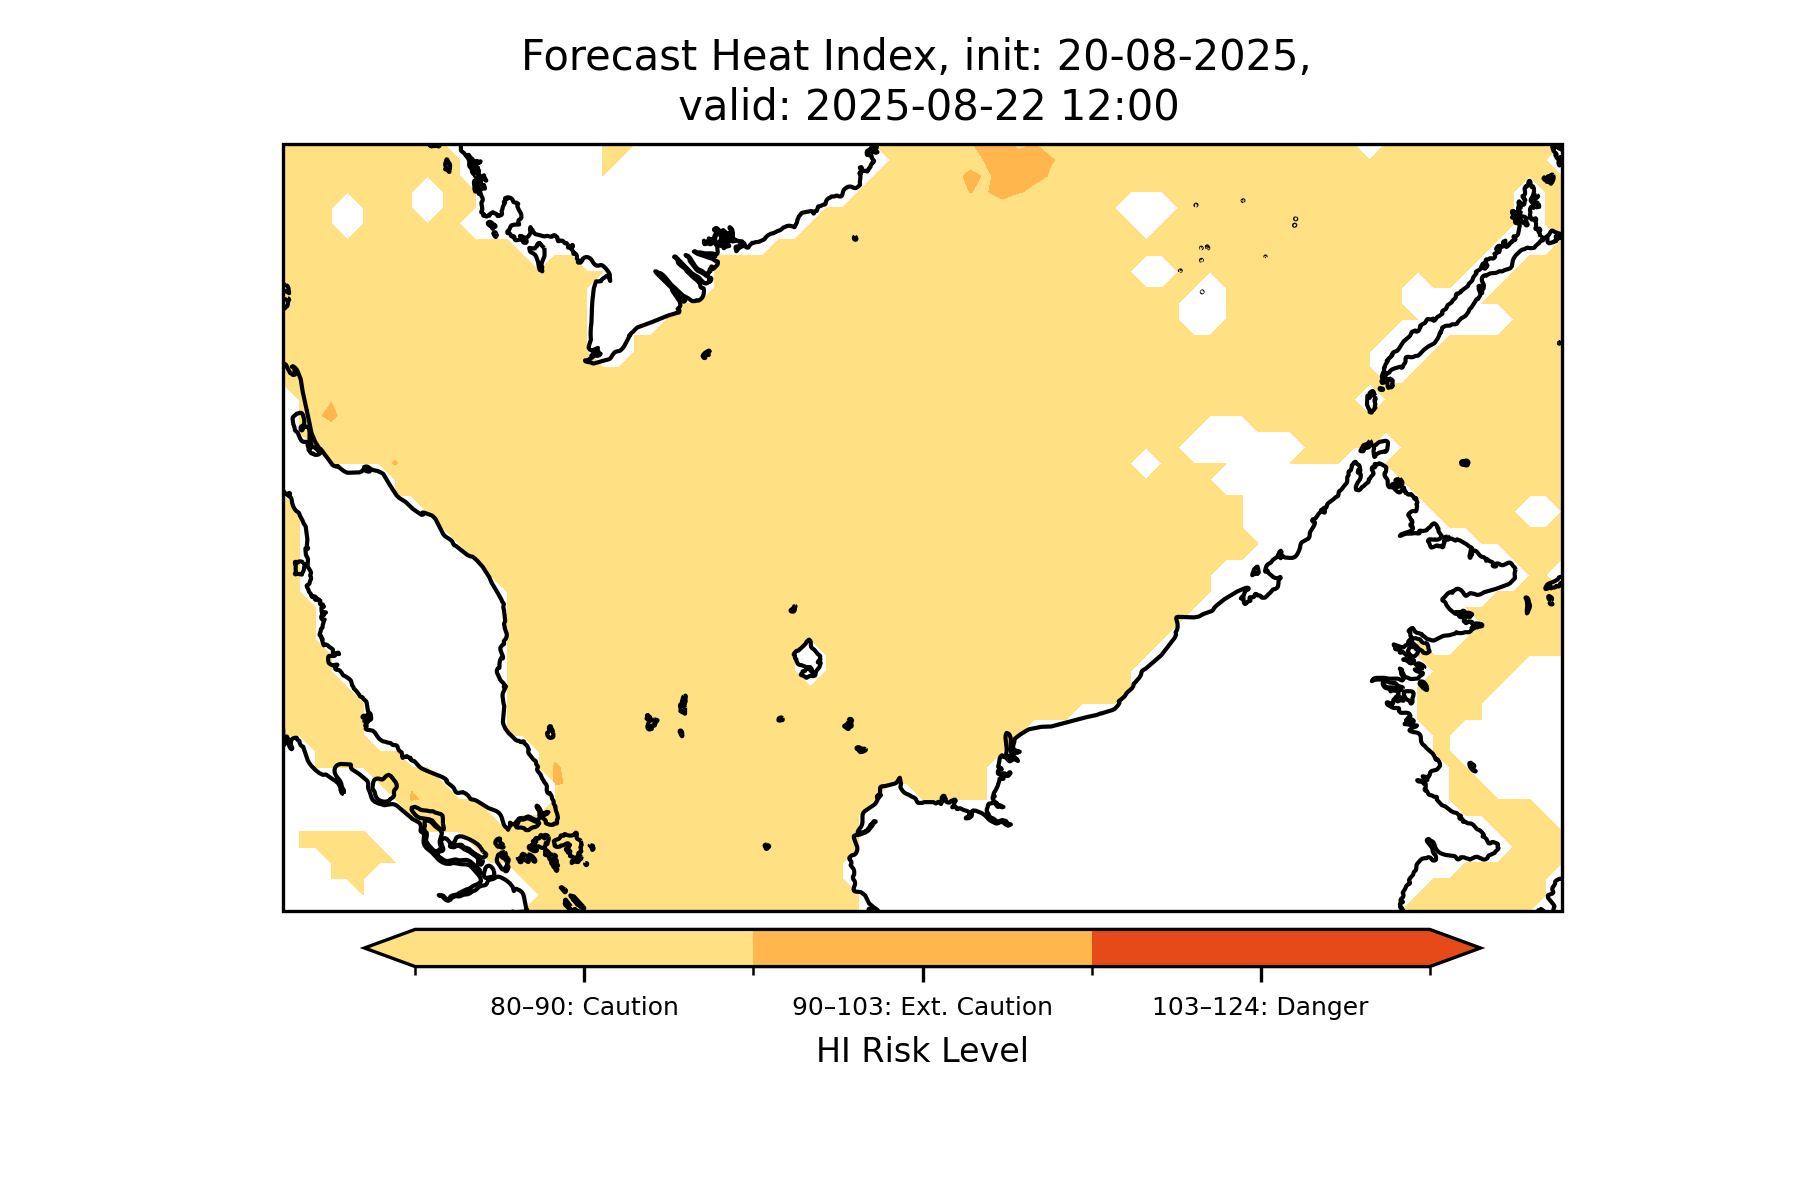 Forecast Heat Index, init: 20-08-2025,
valid: 2025-08-22 12:00
80–90: Caution
90–103: Ext. Caution
103–124: Danger
HI Risk Level